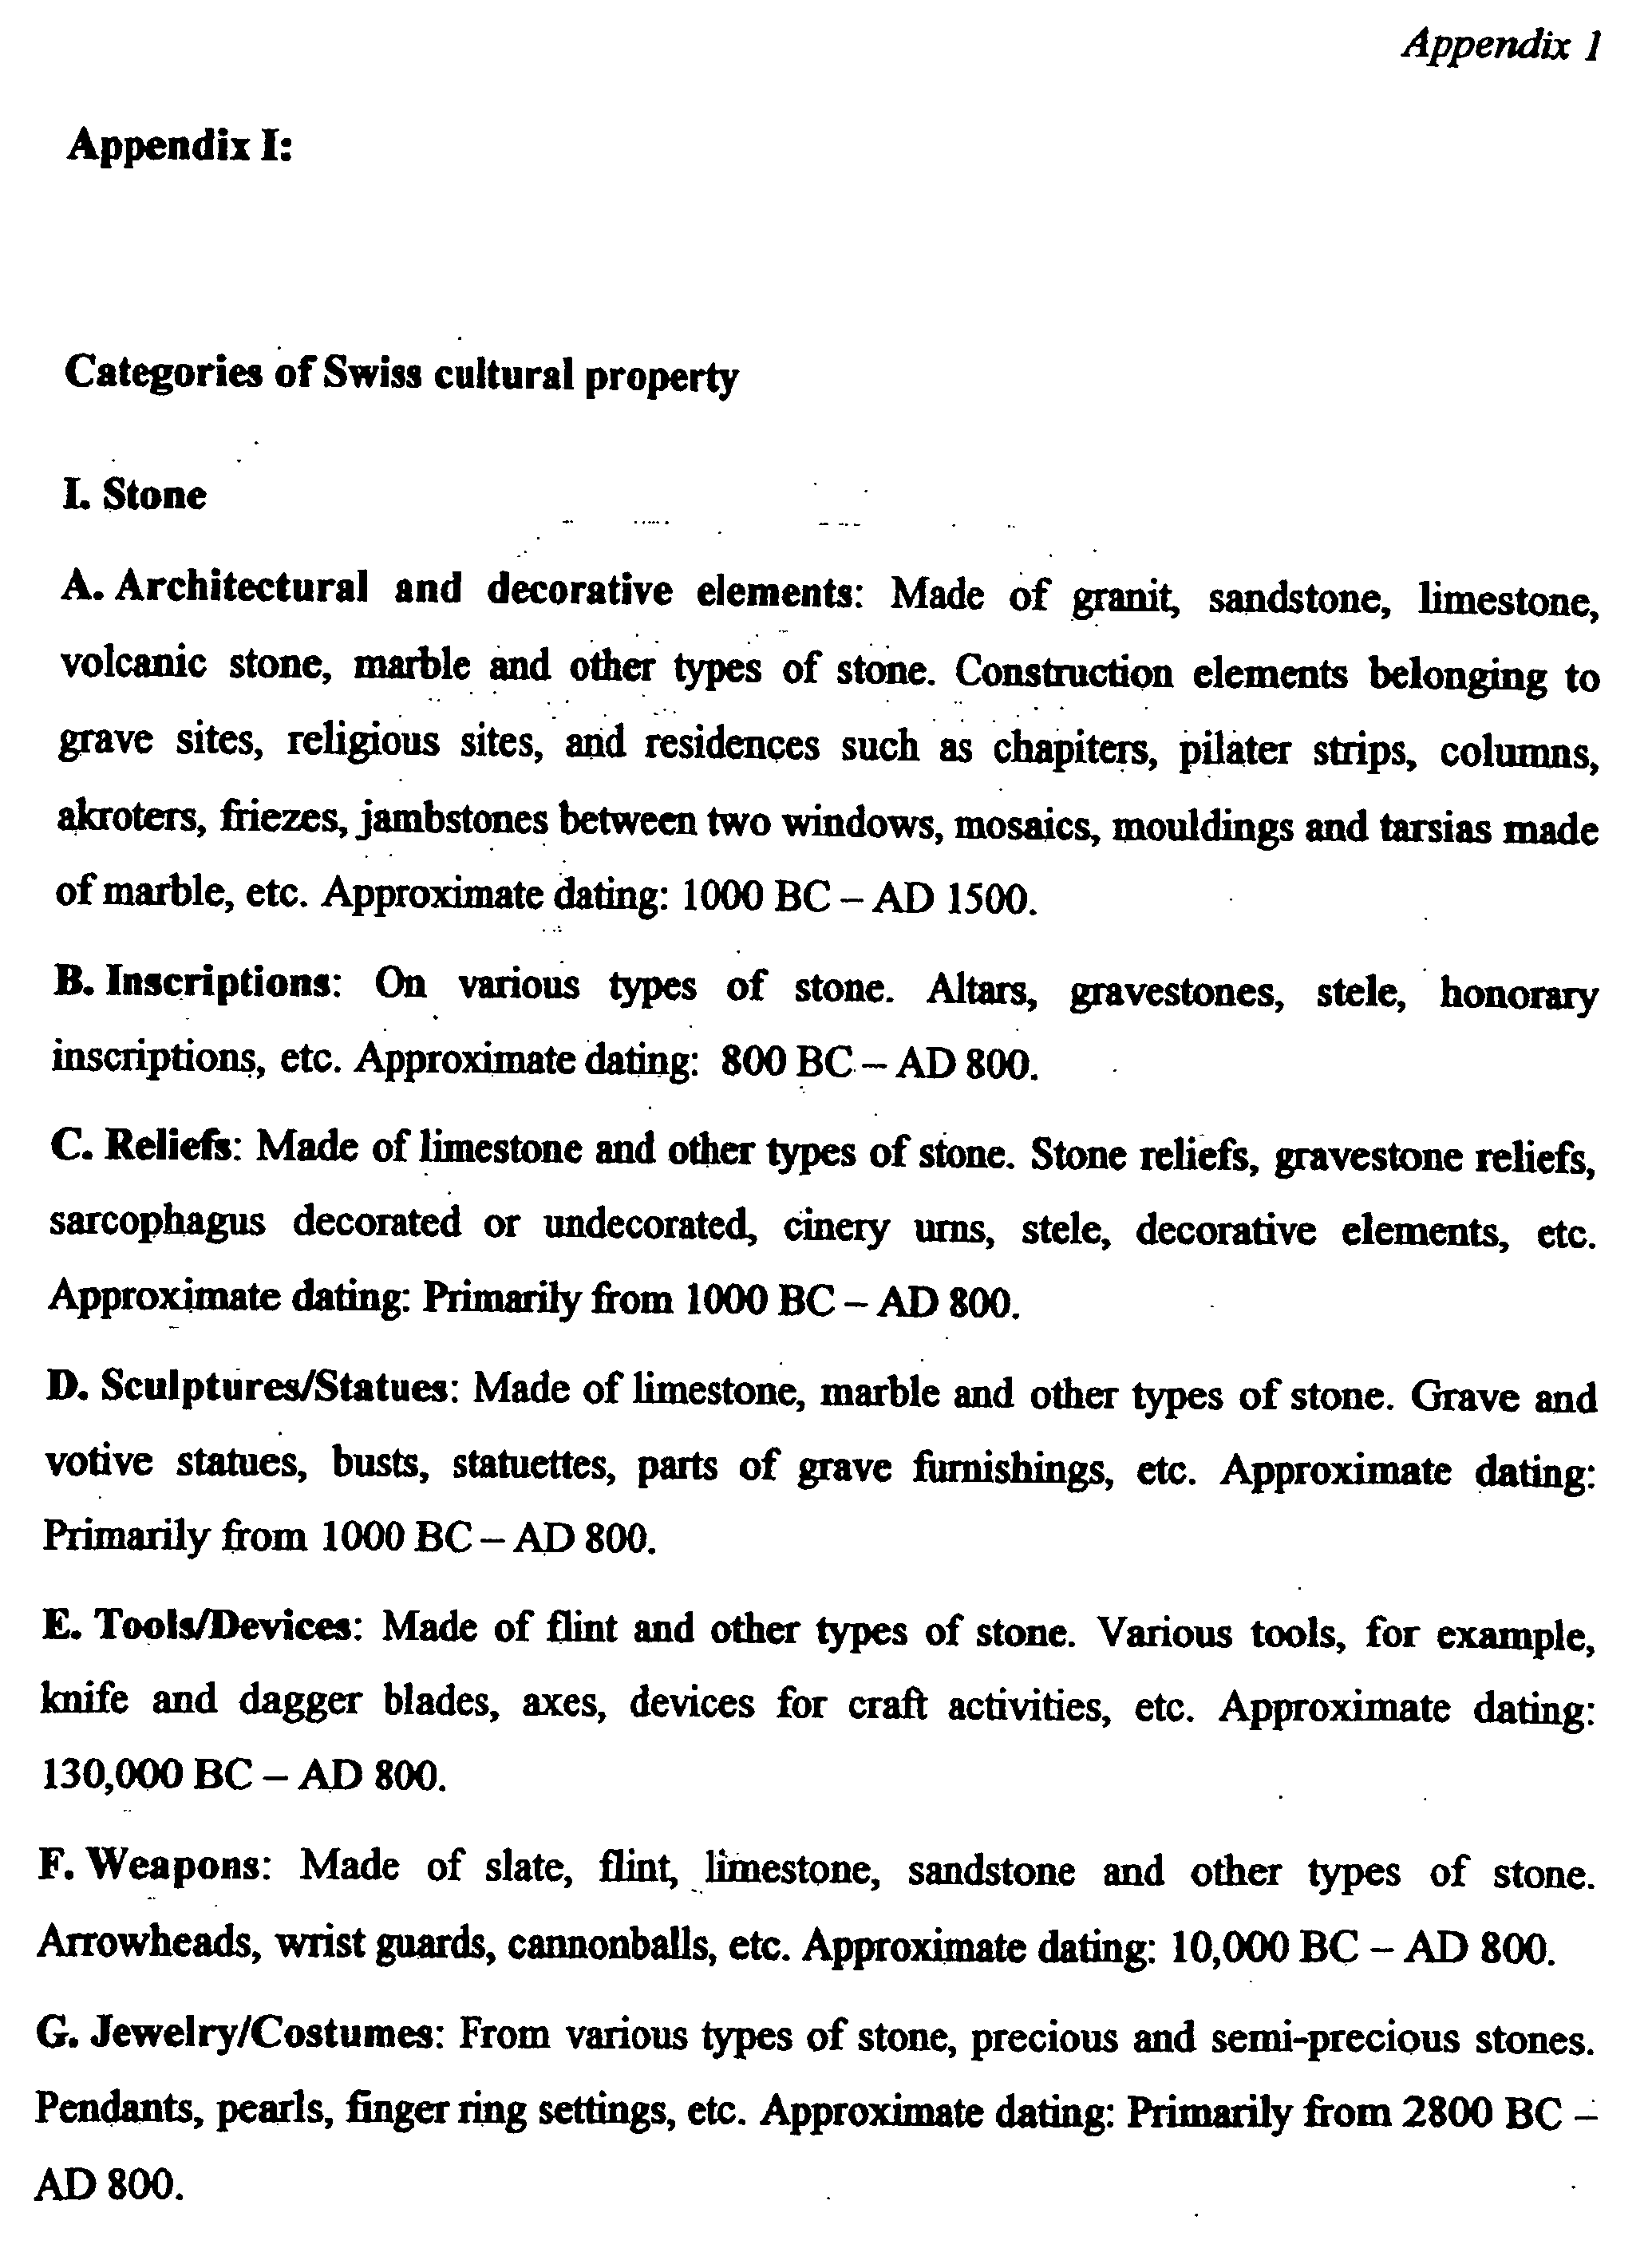 Appendix 1
Appendix I:
Categories of Swiss cultural property
I. Stone
A. Architectural and decorative elements: Made of granit, sandstone, limestone,
volcanic stone, marble and other types of stone. Construction elements belonging to
grave sites, religious sites, and residences such as chapiters, pilater strips, columns,
akroters, friezes, jambstones between two windows, mosaics, mouldings and tarsias made
of marble, etc. Approximate dating: 1000 BC – AD 1500.
B. Inscriptions: On various types of stone. Altars, gravestones, stele, honorary
inscriptions, etc. Approximate dating: 800 BC – AD 800.
C. Reliefs: Made of limestone and other types of stone. Stone reliefs, gravestone reliefs,
sarcophagus decorated or undecorated, cinery urns, stele, decorative elements, etc.
Approximate dating: Primarily from 1000 BC – AD 800.
D. Sculptures/Statues: Made of limestone, marble and other types of stone. Grave and
votive statues, busts, statuettes, parts of grave furnishings, etc. Approximate dating:
Primarily from 1000 BC – AD 800.
E. Tools/Devices: Made of flint and other types of stone. Various tools, for example,
knife and dagger blades, axes, devices for craft activities, etc. Approximate dating:
130,000 BC – AD 800.
F. Weapons: Made of slate, flint, limestone, sandstone and other types of stone.
Arrowheads, wrist guards, cannonballs, etc. Approximate dating: 10,000 BC – AD 800.
G. Jewelry/Costumes: From various types of stone, precious and semi-precious stones.
Pendants, pearls, finger ring settings, etc. Approximate dating: Primarily from 2800 BC –
AD 800.